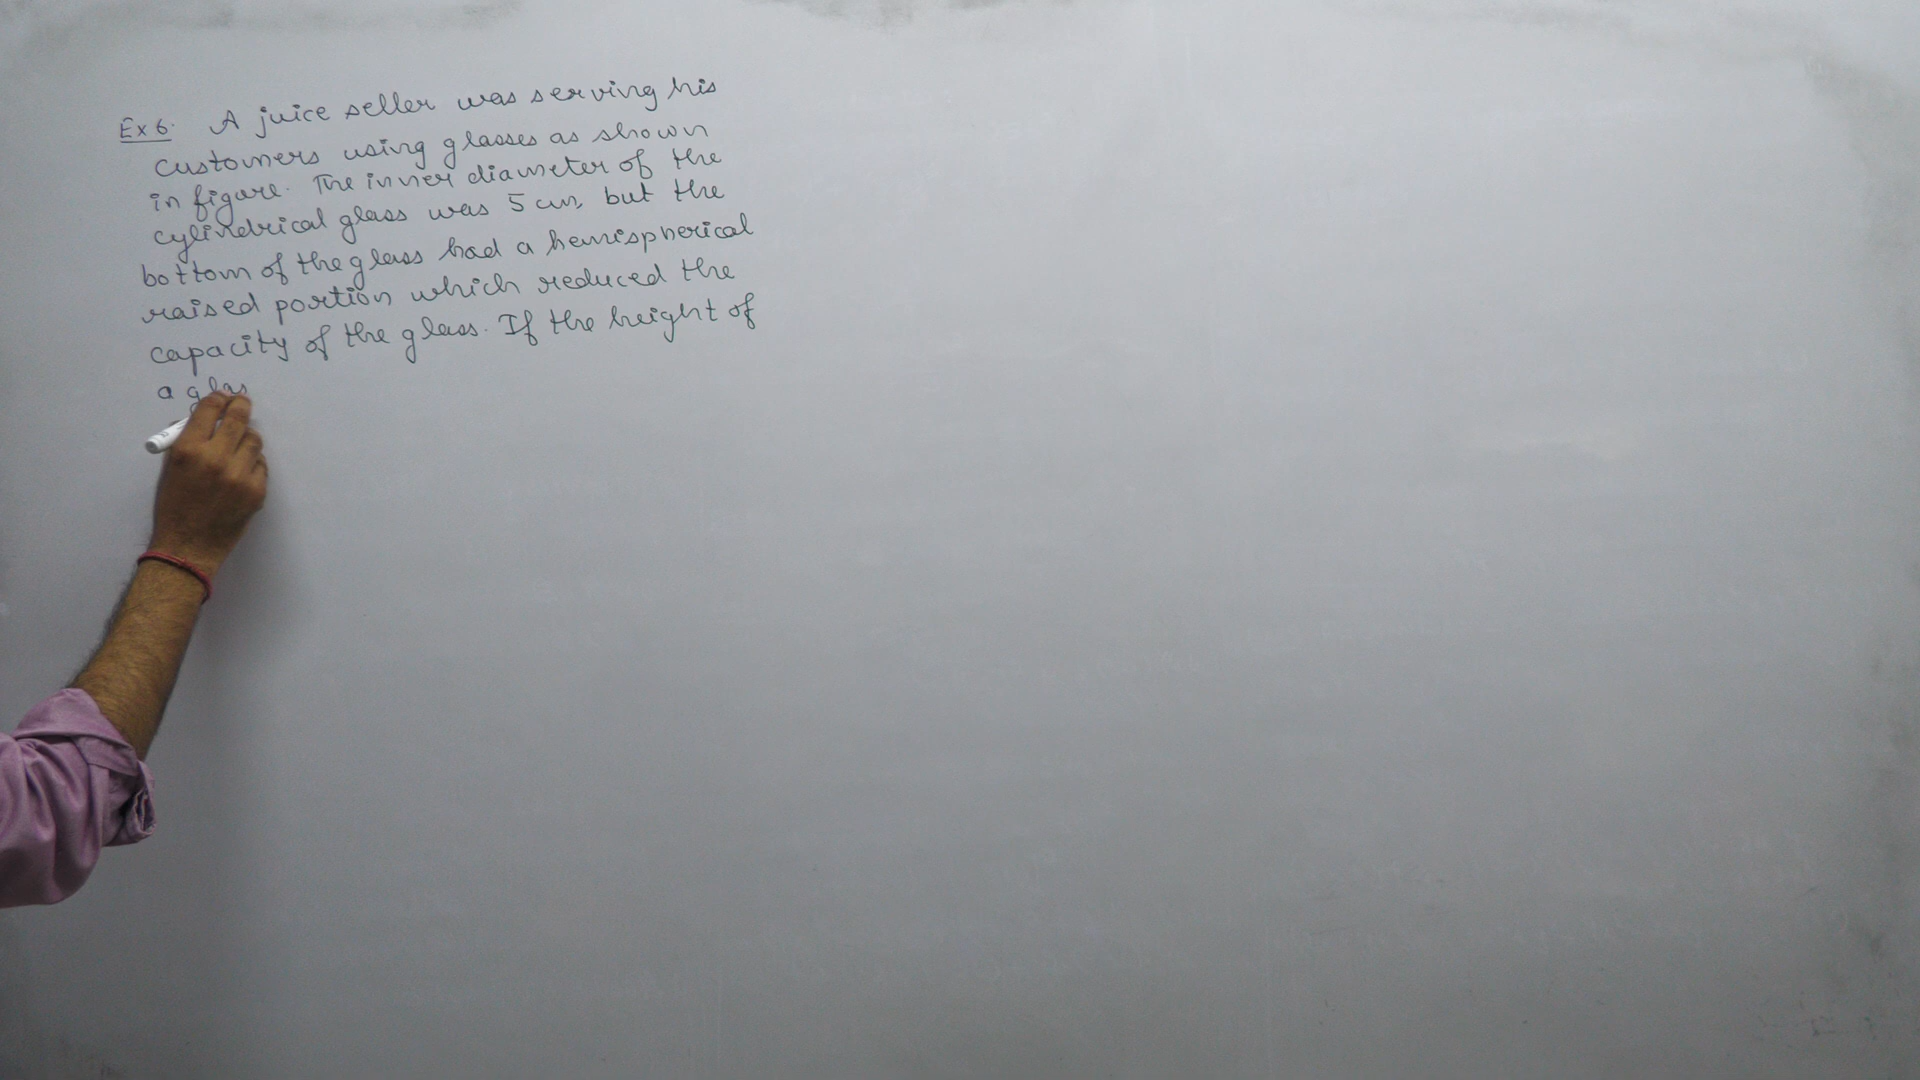 Ex 6. A juice seller was serving his
customers using glasses as shown
in figure. The inner diameter of the
cylindrical glass was 5 cm, but the
bottom of the glass had a hemispherical
raised portion which reduced the
capacity of the glass. If the height of
a glas